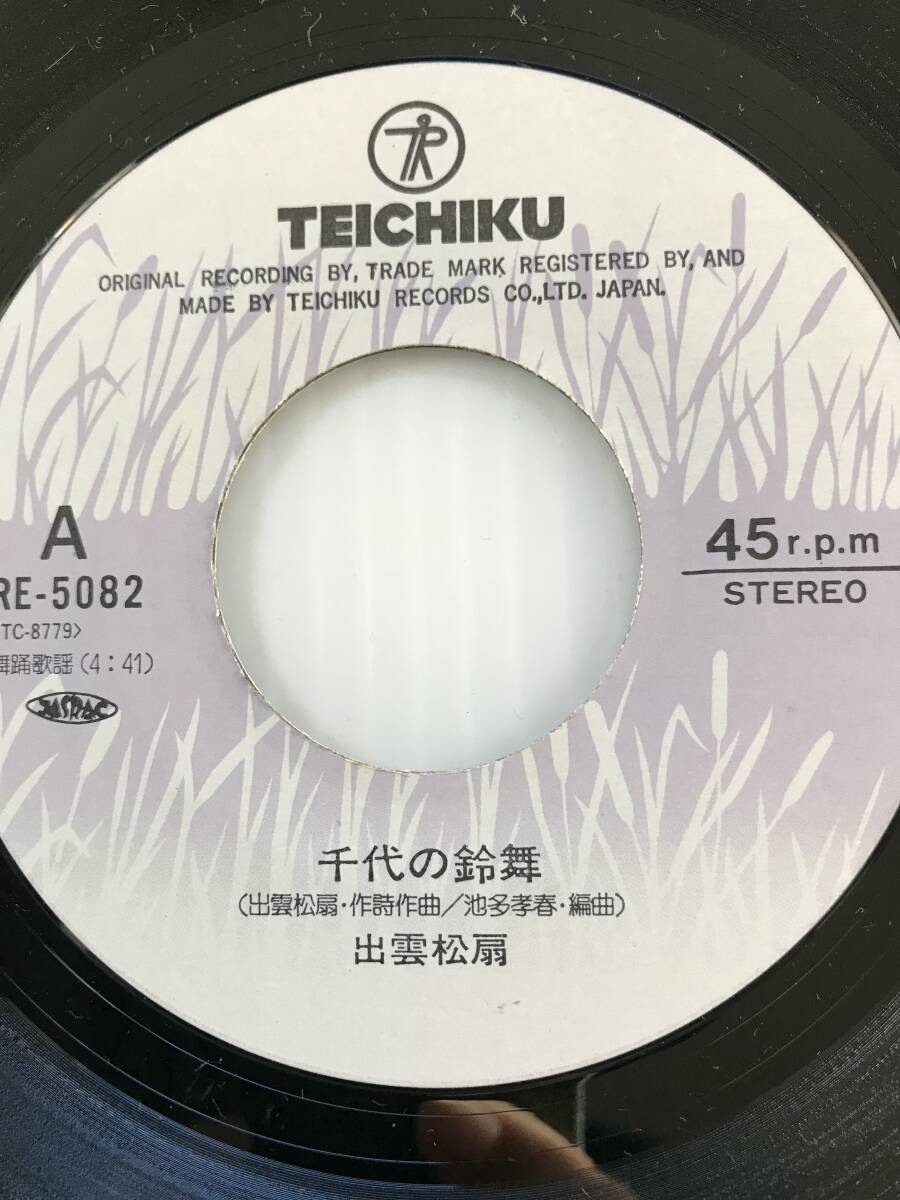 TEICHIKU
ORIGINAL RECORDING BY, TRADE MARK REGISTERED BY, AND
MADE BY TEICHIKU RECORDS CO.,LTD. JAPAN.
A
RE-5082
TC-8779>
舞踊歌謡(4:41)
JASRAC
45 r.p.m
STEREO
千代の鈴舞
(出雲松扇・作詩作曲/池多孝春・編曲)
出雲松扇